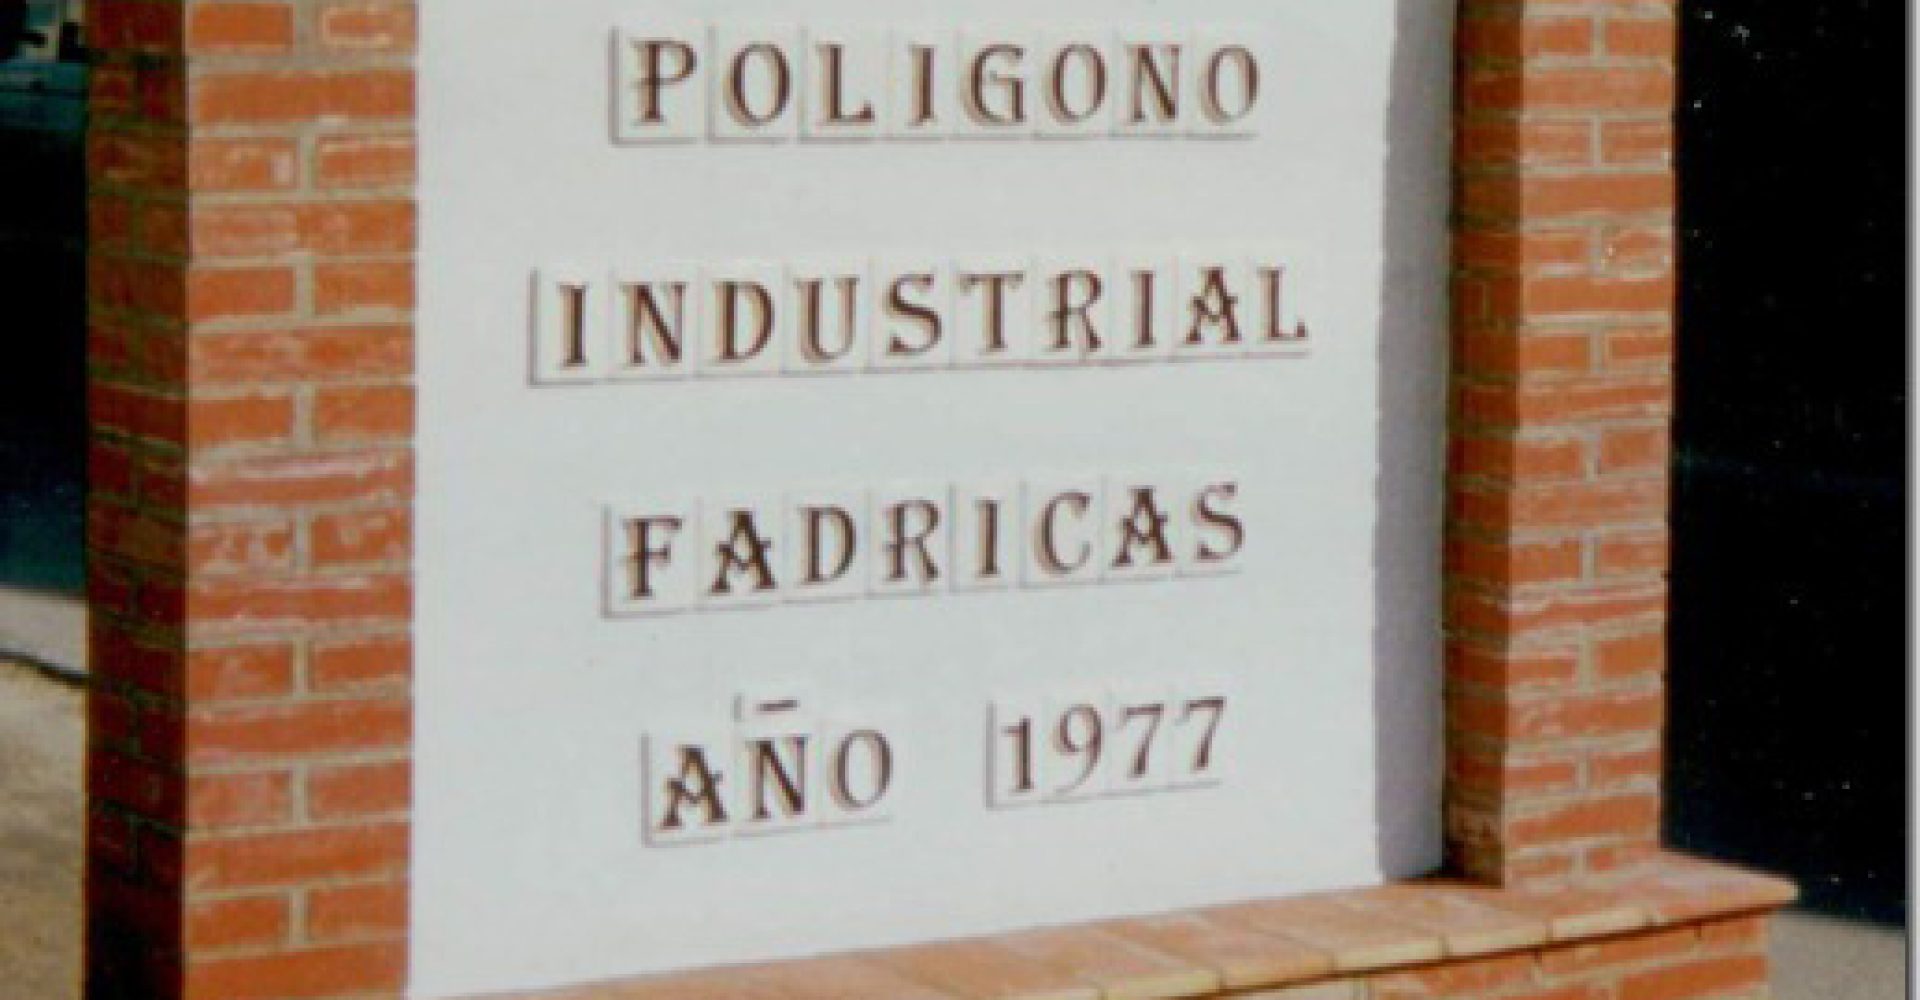 POLIGONO
INDUSTRIAL
FADRICAS
AÑO 1977